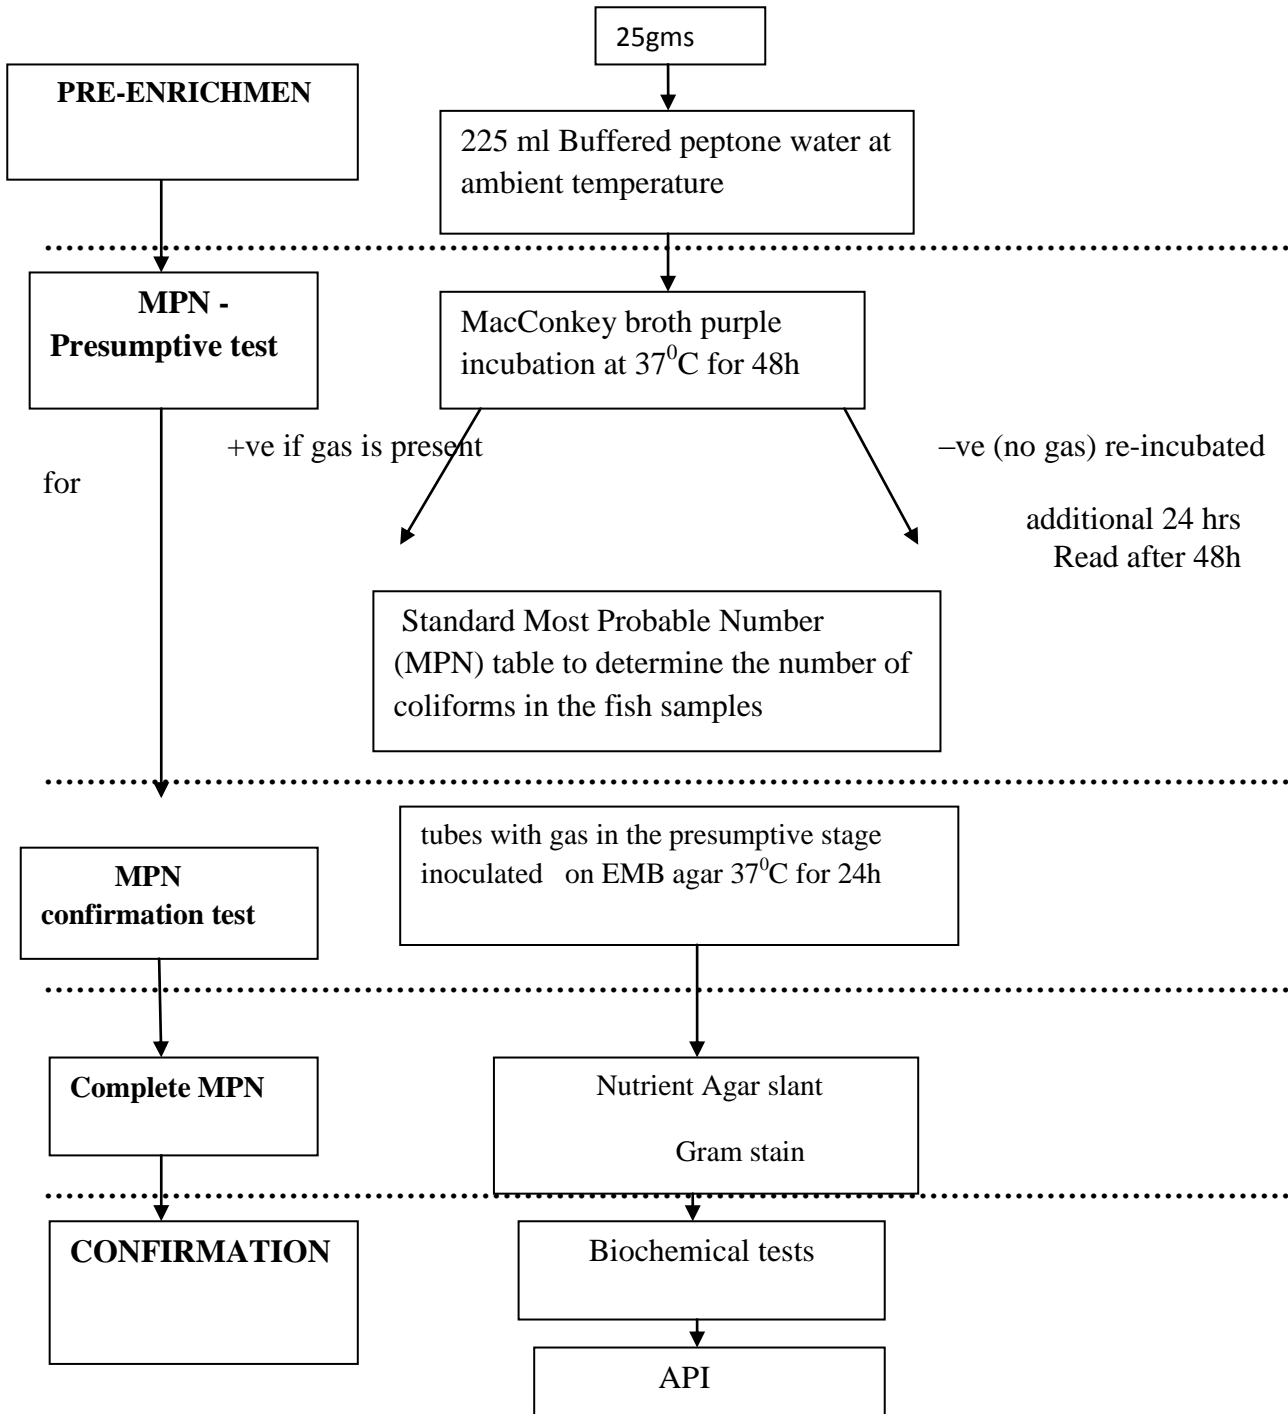 25gms
PRE-ENRICHMEN
225 ml Buffered peptone water at
ambient temperature
MPN -
Presumptive test
MacConkey broth purple
incubation at 37⁰C for 48h
+ve if gas is present
–ve (no gas) re-incubated
for
additional 24 hrs
Read after 48h
Standard Most Probable Number
(MPN) table to determine the number of
coliforms in the fish samples
MPN
confirmation test
tubes with gas in the presumptive stage
inoculated on EMB agar 37⁰C for 24h
Complete MPN
Nutrient Agar slant
Gram stain
CONFIRMATION
Biochemical tests
API